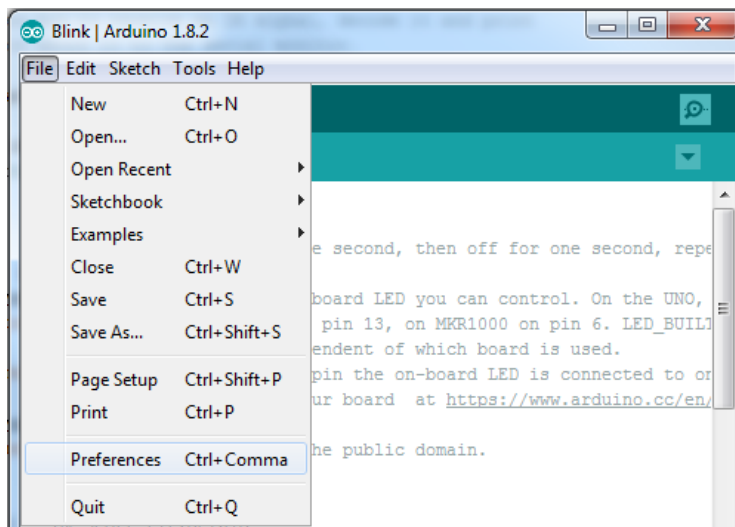 Blink | Arduino 1.8.2
File Edit Sketch Tools Help
New Ctrl+N
Open... Ctrl+O
Open Recent
Sketchbook
Examples
Close Ctrl+W
Save Ctrl+S
Save As... Ctrl+Shift+S
Page Setup Ctrl+Shift+P
Print Ctrl+P
Preferences Ctrl+Comma
Quit Ctrl+Q
e second, then off for one second, repe
board LED you can control. On the UNO,
pin 13, on MKR1000 on pin 6. LED_BUILT
endent of which board is used.
pin the on-board LED is connected to on
ur board at https://www.arduino.cc/en/
he public domain.